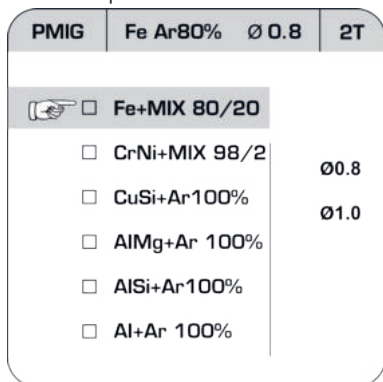 PMIG Fe Ar80% Ø 0.8 2T
Fe+MIX 80/20
CrNi+MIX 98/2
Ø0.8
CuSi+Ar100%
Ø1.0
AlMg+Ar 100%
AlSi+Ar100%
Al+Ar 100%